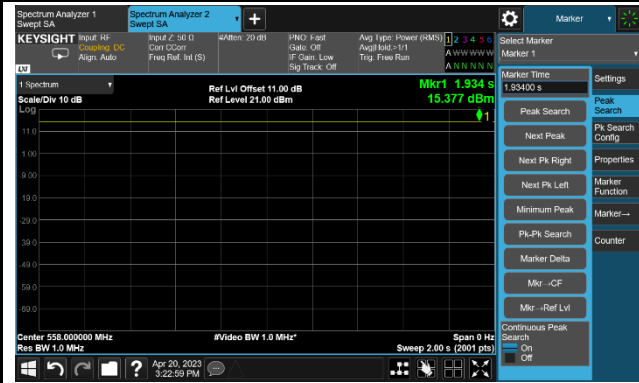 Spectrum Analyzer 1
Swept SA
Spectrum Analyzer 2
Swept SA
+
Marker
KEYSIGHT
Input: RF
Coupling: DC
Align: Auto
Input Z: 50 Ω
Corr CCorr
Freq Ref: Int (S)
#Atten: 20 dB
PNO: Fast
Gate: Off
IF Gain: Low
Sig Track: Off
Avg Type: Power (RMS)
Avg|Hold:>1/1
Trig: Free Run
1 2 3 4 5 6
A W W W W W
A N N N N N
LXI
Select Marker
Marker 1
1 Spectrum
Scale/Div 10 dB
Log
Ref Lvl Offset 11.00 dB
Ref Level 21.00 dBm
Mkr1 1.934 s
15.377 dBm
1
11.0
1.00
-9.00
-19.0
-29.0
-39.0
-49.0
-59.0
-69.0
Center 558.000000 MHz
Res BW 1.0 MHz
#Video BW 1.0 MHz*
Span 0 Hz
Sweep 2.00 s (2001 pts)
Marker Time
1.93400 s
Peak Search
Next Peak
Next Pk Right
Next Pk Left
Minimum Peak
Pk-Pk Search
Marker Delta
Mkr→CF
Mkr→Ref Lvl
Continuous Peak
Search
On
Off
Settings
Peak
Search
Pk Search
Config
Properties
Marker
Function
Marker→
Counter
?
Apr 20, 2023
3:22:59 PM